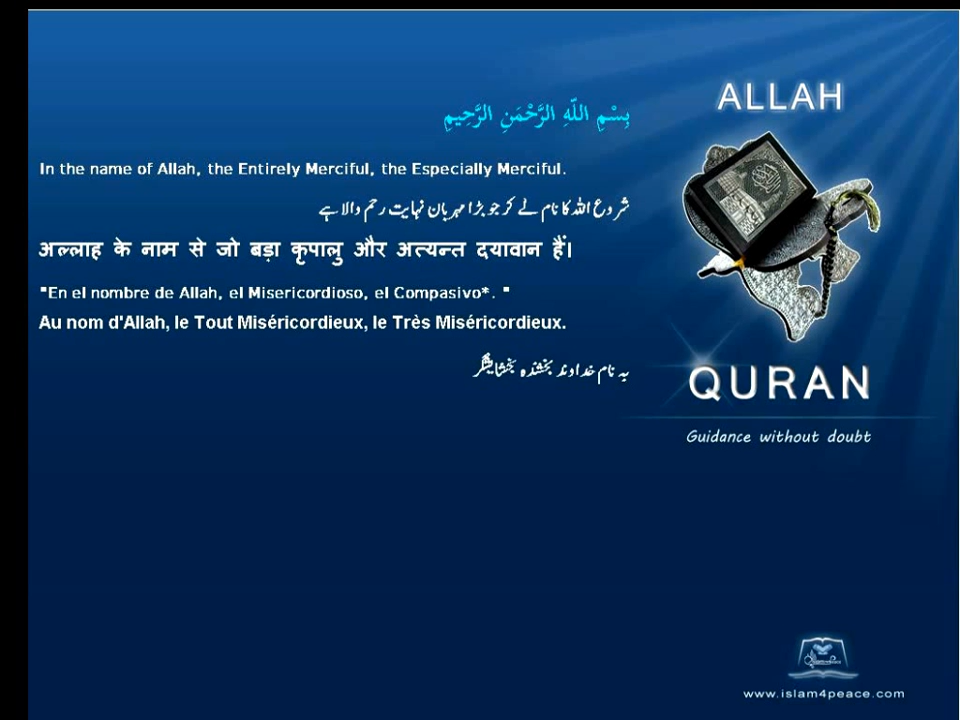 بِسْمِ اللّهِ الرَّحْمَنِ الرَّحِيمِ
In the name of Allah, the Entirely Merciful, the Especially Merciful.
شروع الله کا نام لے کر جو بڑا مہربان نہایت رحم والا ہے
अल्लाह के नाम से जो बड़ा कृपालु और अत्यन्त दयावान हैं।
"En el nombre de Allah, el Misericordioso, el Compasivo*. "
Au nom d'Allah, le Tout Miséricordieux, le Très Miséricordieux.
به نام خداوند بخشنده بخشایشگر
ALLAH
QURAN
Guidance without doubt
www.islam4peace.com